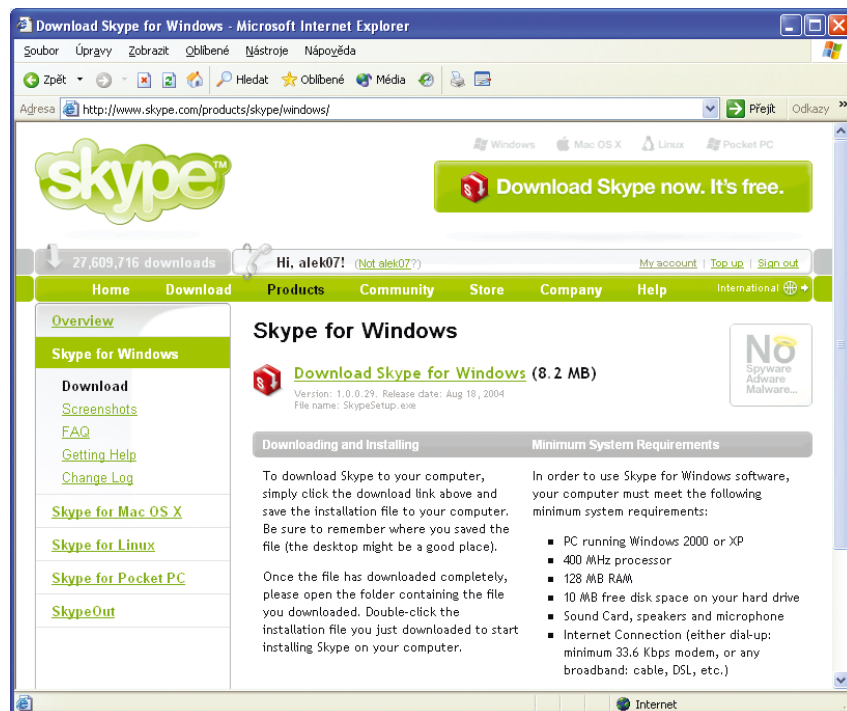 Download Skype for Windows - Microsoft Internet Explorer
Soubor Úpravy Zobrazit Oblíbené Nástroje Nápověda
Zpět Hledat Oblíbené Média
Adresa http://www.skype.com/products/skype/windows/ Přejít Odkazy »
Windows Mac OS X Linux Pocket PC
skype™
Download Skype now. It's free.
27,609,716 downloads Hi, alek07! (Not alek07?) My account | Top up | Sign out
Home Download Products Community Store Company Help International
Overview
Skype for Windows
Download
Screenshots
FAQ
Getting Help
Change Log
Skype for Mac OS X
Skype for Linux
Skype for Pocket PC
SkypeOut
Skype for Windows
Download Skype for Windows (8.2 MB)
Version: 1.0.0.29. Release date: Aug 18, 2004
File name: SkypeSetup.exe
No
Spyware
Adware
Malware...
Downloading and Installing
To download Skype to your computer,
simply click the download link above and
save the installation file to your computer.
Be sure to remember where you saved the
file (the desktop might be a good place).
Once the file has downloaded completely,
please open the folder containing the file
you downloaded. Double-click the
installation file you just downloaded to start
installing Skype on your computer.
Minimum System Requirements
In order to use Skype for Windows software,
your computer must meet the following
minimum system requirements:
PC running Windows 2000 or XP
400 MHz processor
128 MB RAM
10 MB free disk space on your hard drive
Sound Card, speakers and microphone
Internet Connection (either dial-up:
minimum 33.6 Kbps modem, or any
broadband: cable, DSL, etc.)
Internet